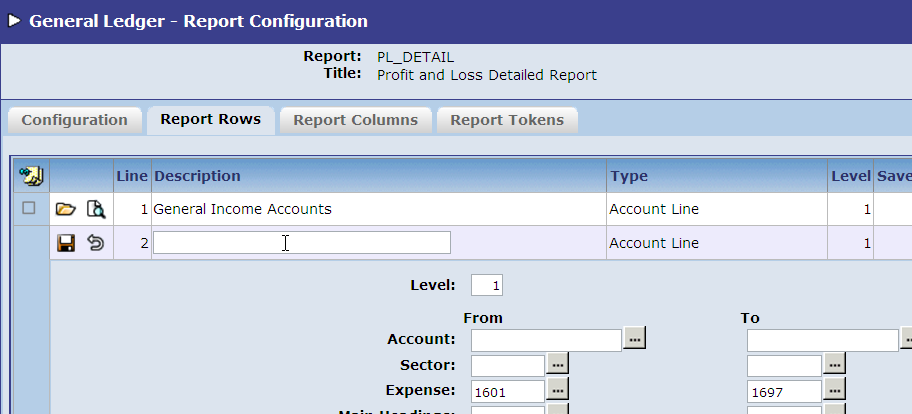 General Ledger - Report Configuration
Report: PL_DETAIL
Title: Profit and Loss Detailed Report
Configuration Report Rows Report Columns Report Tokens
Line Description Type Level Save
1 General Income Accounts Account Line 1
2 Account Line 1
Level: 1
From To
Account: ... ...
Sector: ... ...
Expense: 1601 ... 1697 ...
Main Headings: